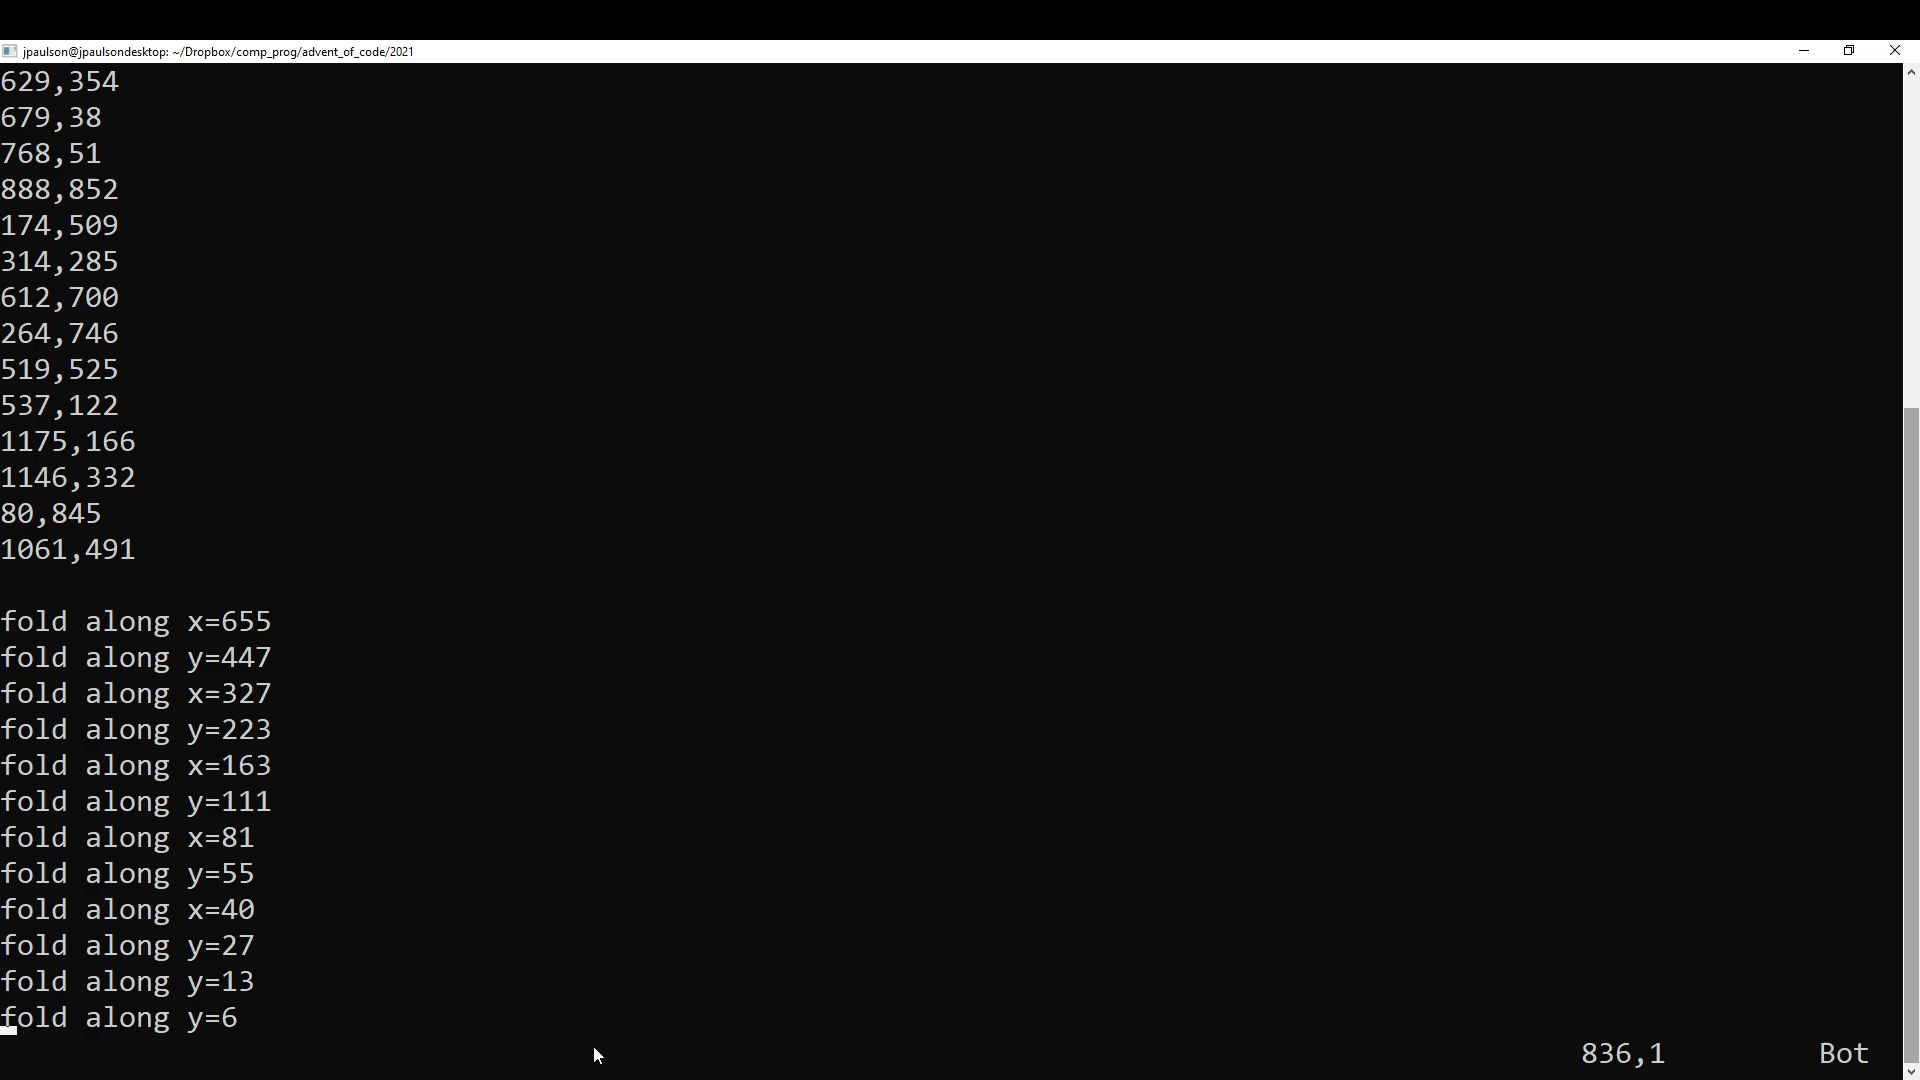 jpaulson@jpaulsondesktop: ~/Dropbox/comp_prog/advent_of_code/2021
629,354
679,38
768,51
888,852
174,509
314,285
612,700
264,746
519,525
537,122
1175,166
1146,332
80,845
1061,491
fold along x=655
fold along y=447
fold along x=327
fold along y=223
fold along x=163
fold along y=111
fold along x=81
fold along y=55
fold along x=40
fold along y=27
fold along y=13
fold along y=6
836,1 Bot